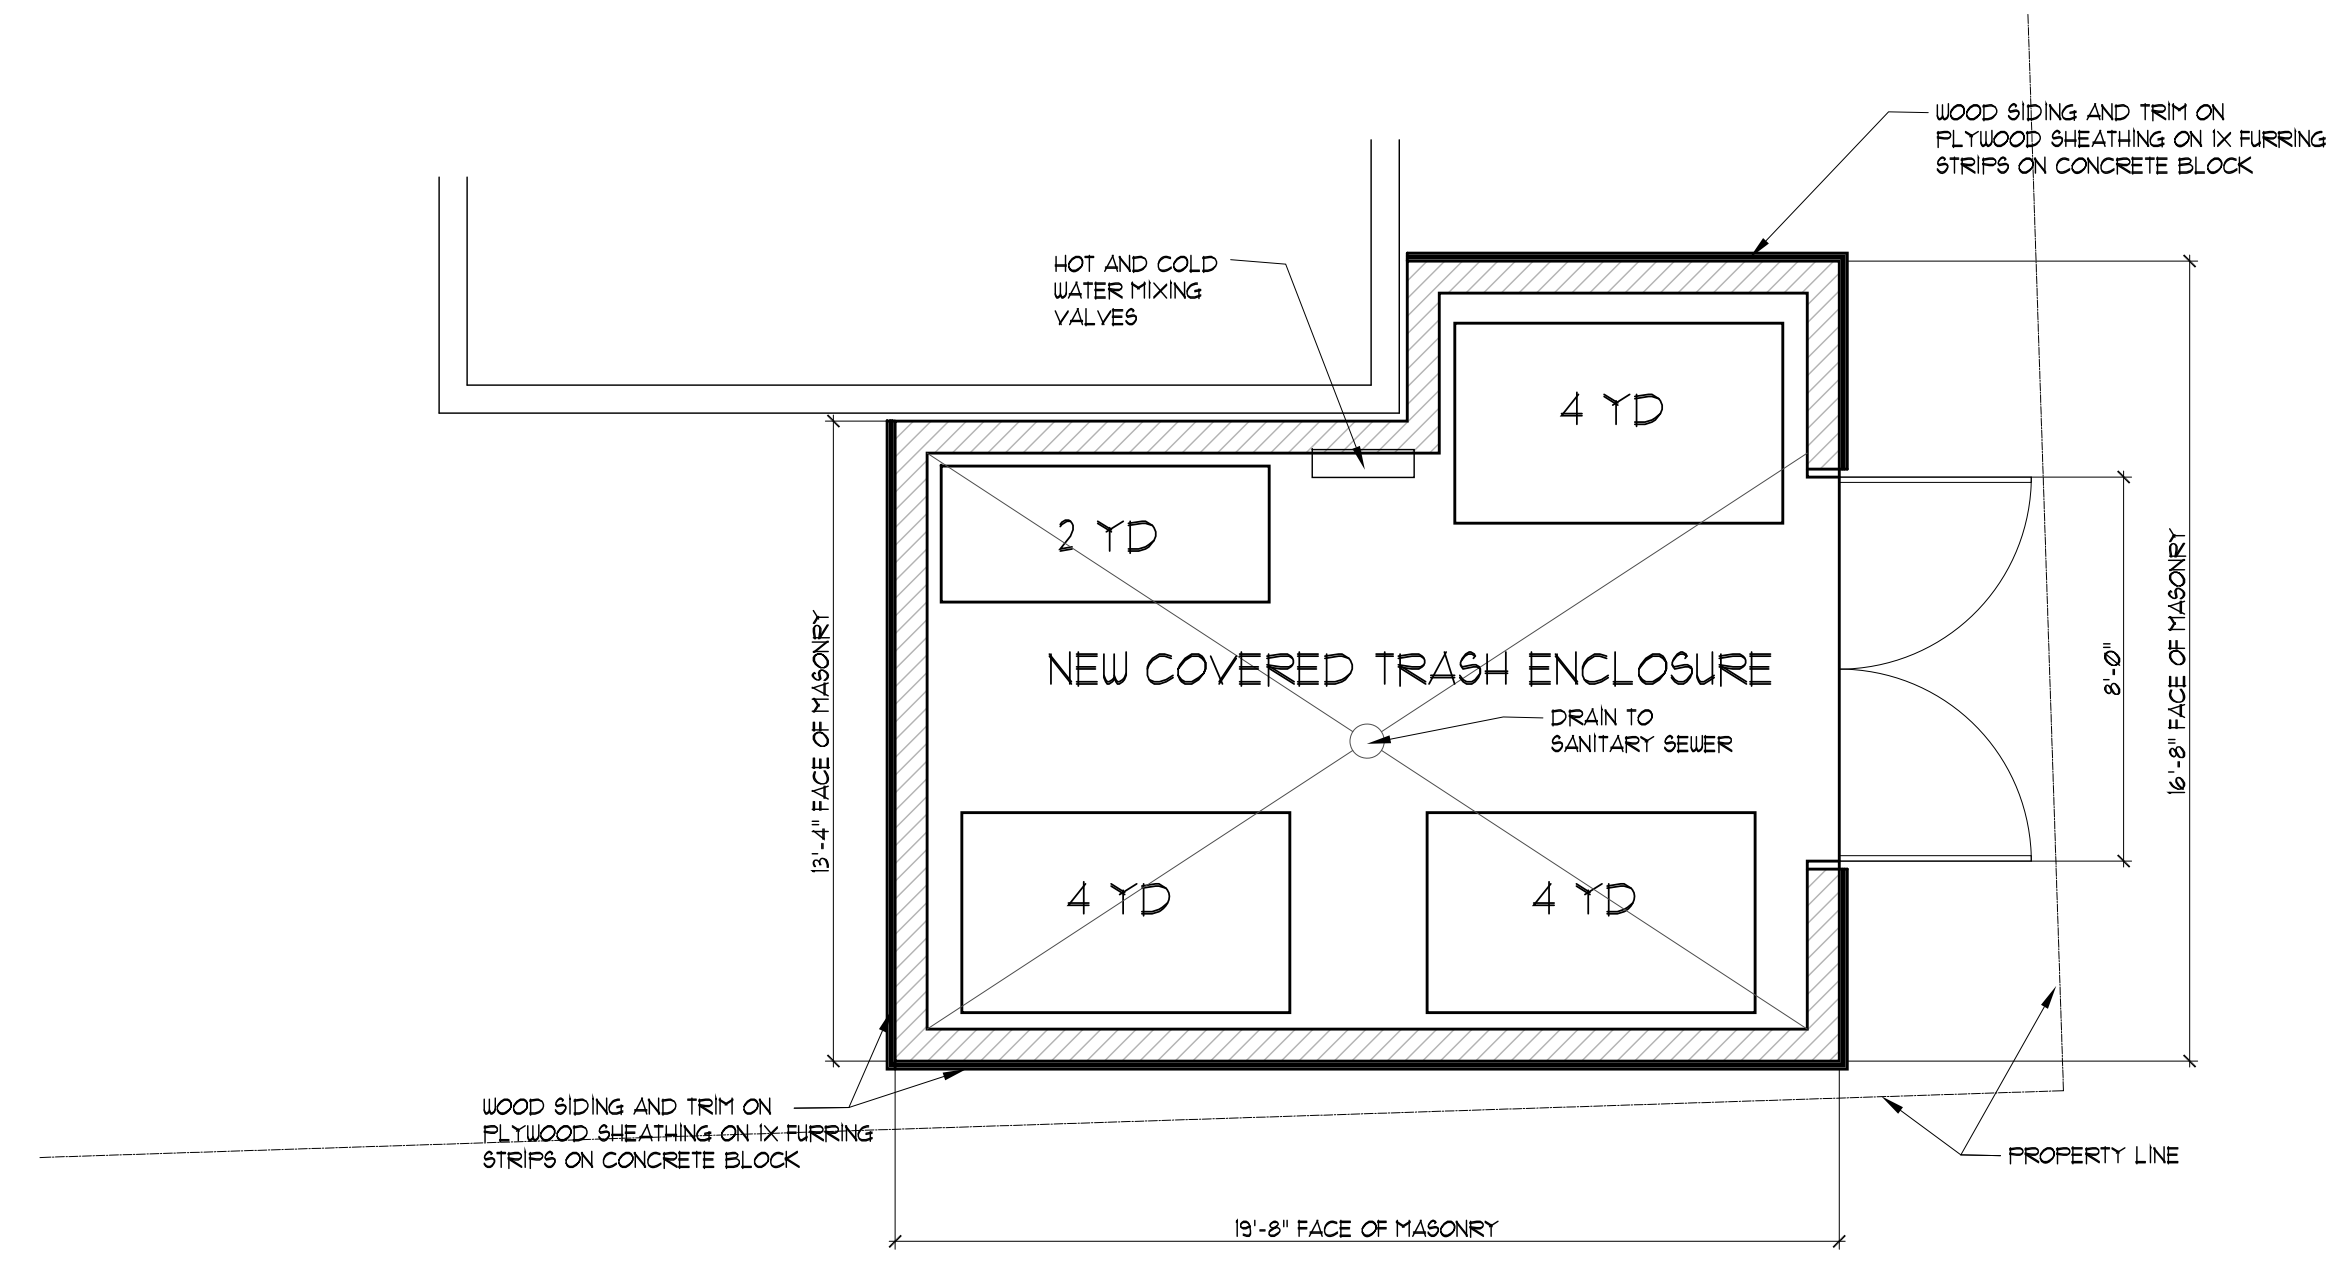 WOOD SIDING AND TRIM ON
PLYWOOD SHEATHING ON 1X FURRING
STRIPS ON CONCRETE BLOCK
HOT AND COLD
WATER MIXING
VALVES
4 YD
2 YD
NEW COVERED TRASH ENCLOSURE
DRAIN TO
SANITARY SEWER
13'-4" FACE OF MASONRY
8'-0"
16'-8" FACE OF MASONRY
4 YD
4 YD
WOOD SIDING AND TRIM ON
PLYWOOD SHEATHING ON 1X FURRING
STRIPS ON CONCRETE BLOCK
PROPERTY LINE
19'-8" FACE OF MASONRY